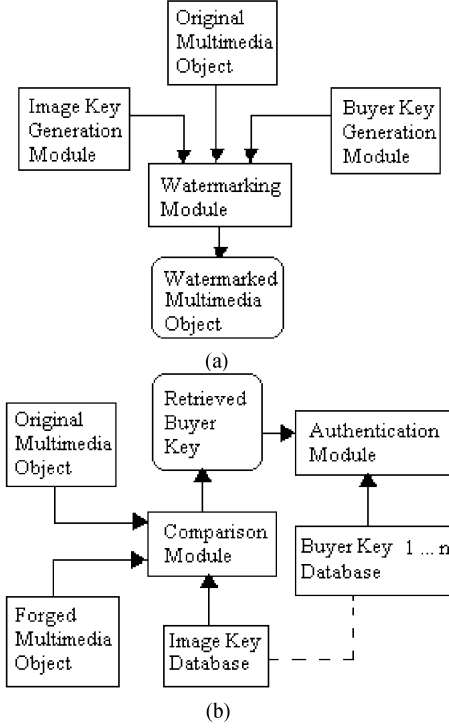 Original
Multimedia
Object
Image Key
Generation
Module
Buyer Key
Generation
Module
Watermarking
Module
Watermarked
Multimedia
Object
(a)
Retrieved
Buyer
Key
Original
Multimedia
Object
Authentication
Module
Comparison
Module
Buyer Key 1 ... n
Database
Forged
Multimedia
Object
Image Key
Database
(b)